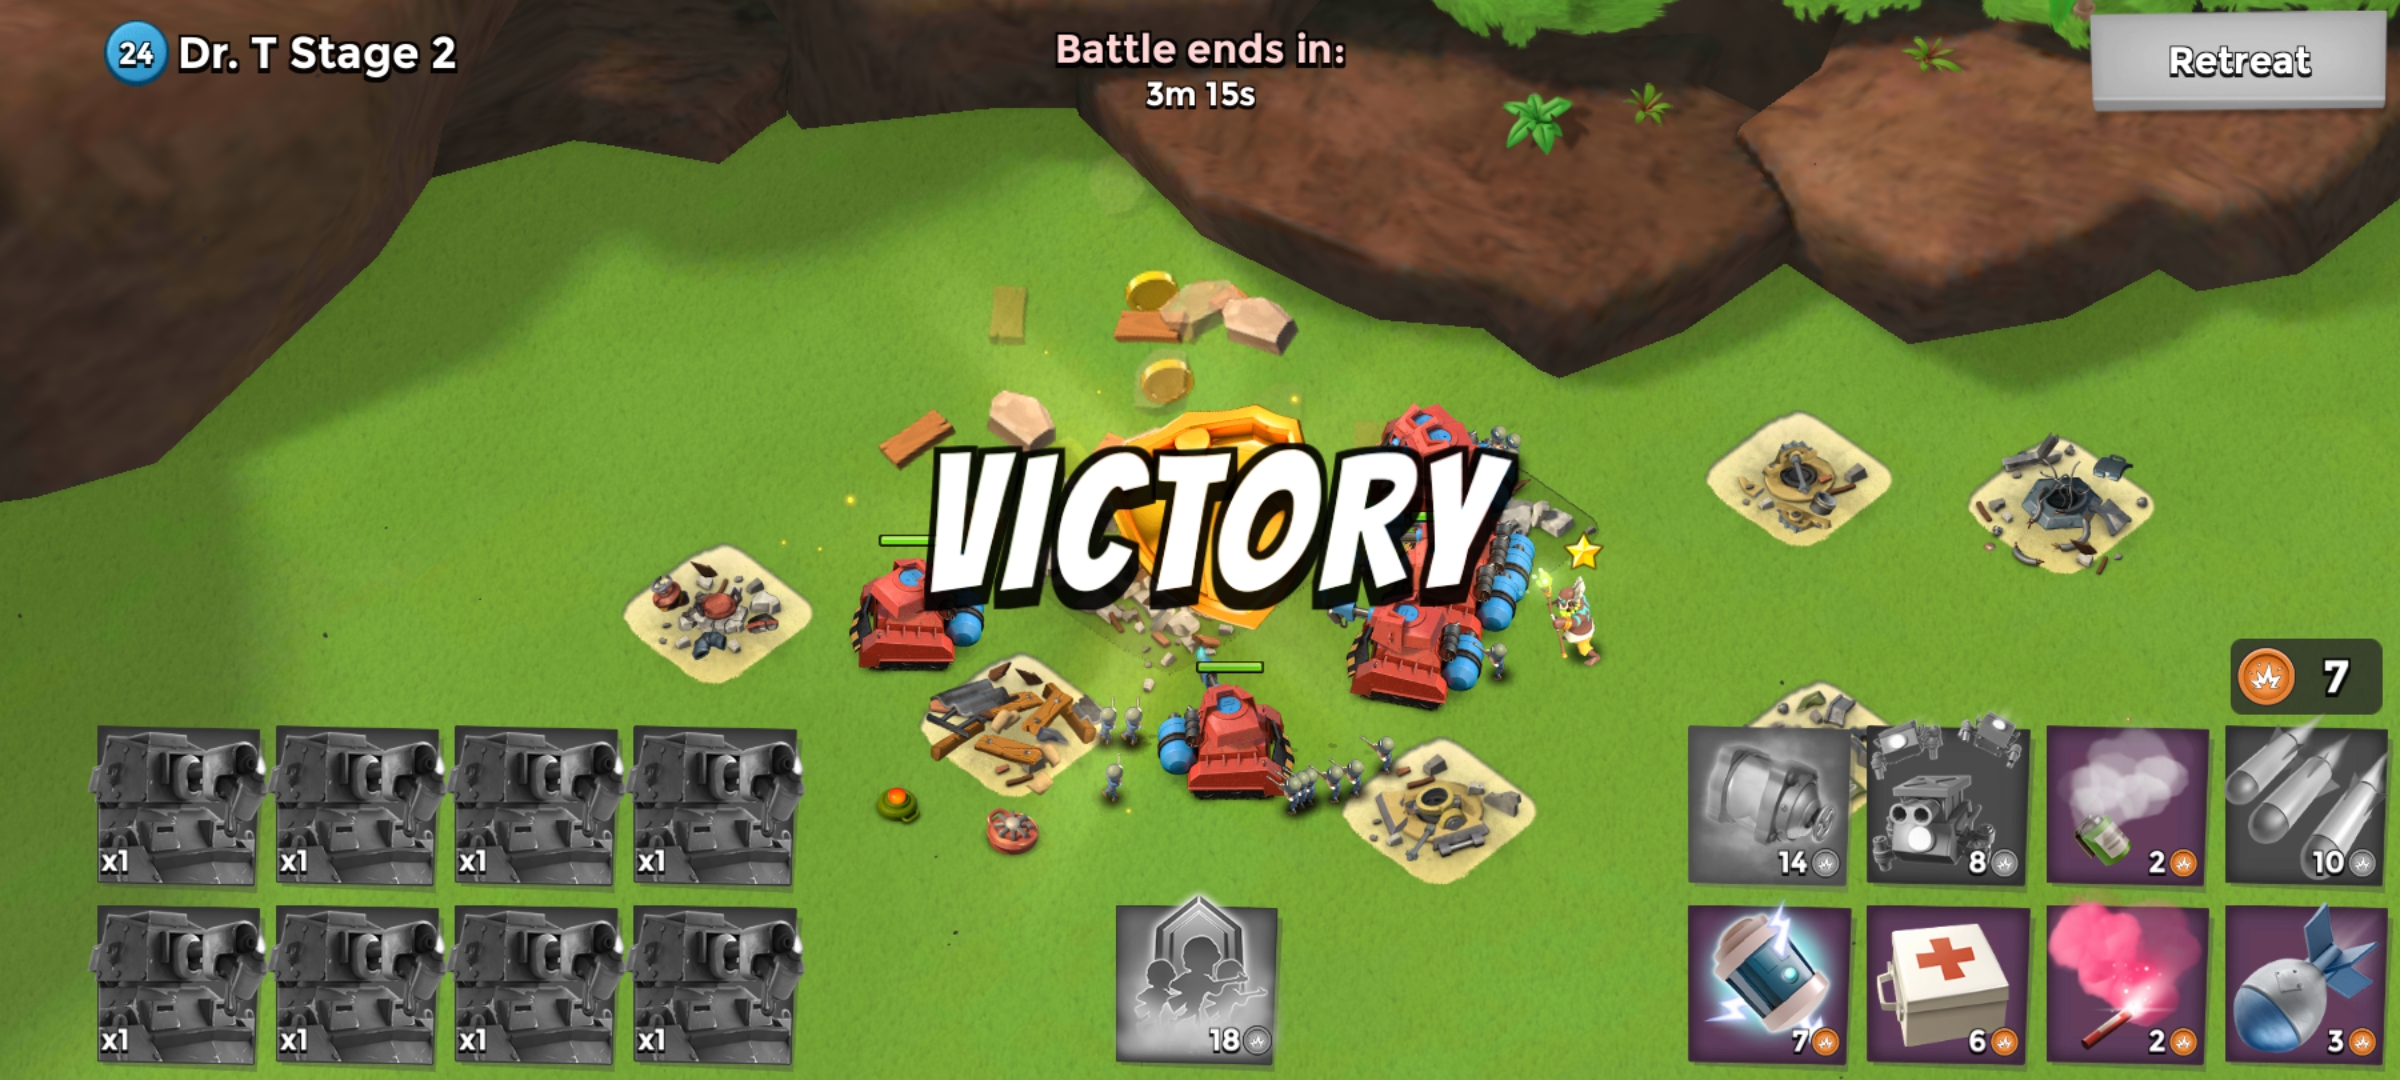 24 Dr. T Stage 2
Battle ends in:
3m 15s
Retreat
VICTORY
7
x1 x1 x1 x1
14 8 2 10
x1 x1 x1 x1
18
7 6 2 3